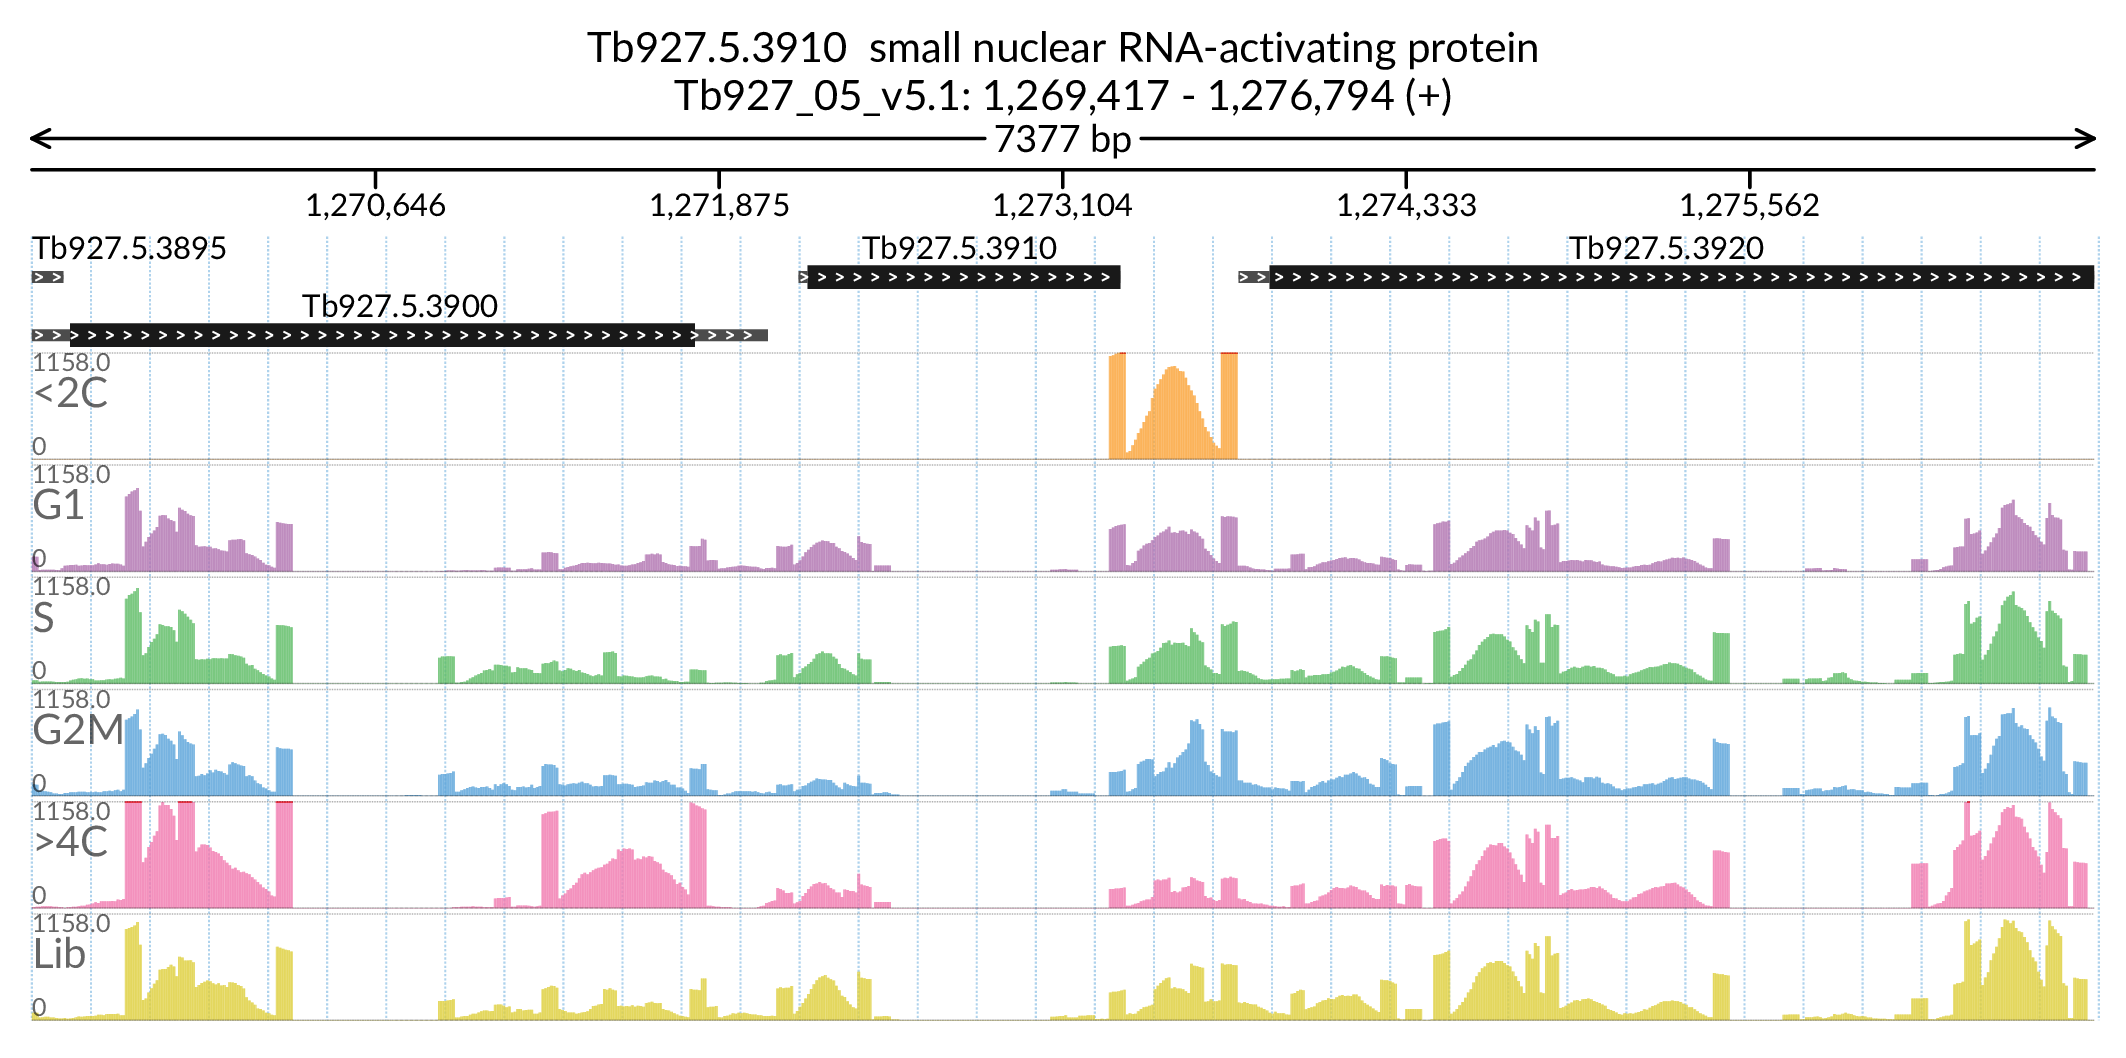 Tb927.5.3910  small nuclear RNA-activating protein
Tb927_05_v5.1: 1,269,417 - 1,276,794 (+)
7377 bp
1,270,646 1,271,875 1,273,104 1,274,333 1,275,562
Tb927.5.3895 Tb927.5.3910 Tb927.5.3920
Tb927.5.3900
1158.0
<2C
0
1158.0
G1
0
1158.0
S
0
1158.0
G2M
0
1158.0
>4C
0
1158.0
Lib
0